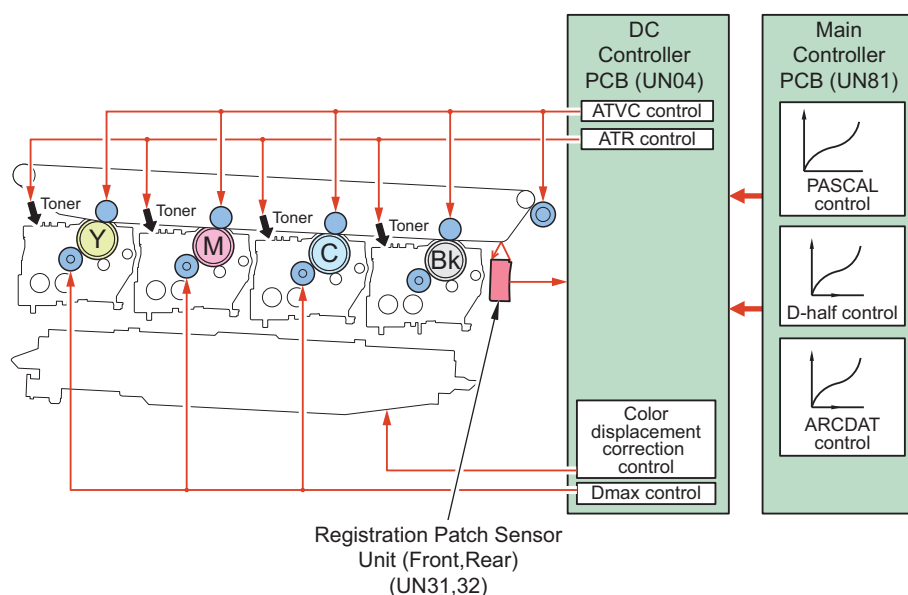 DC
Controller
PCB (UN04)
Main
Controller
PCB (UN81)
ATVC control
ATR control
PASCAL
control
Toner
Toner
Toner
Toner
Y
M
C
Bk
D-half control
ARCDAT
control
Color
displacement
correction
control
Dmax control
Registration Patch Sensor
Unit (Front,Rear)
(UN31,32)